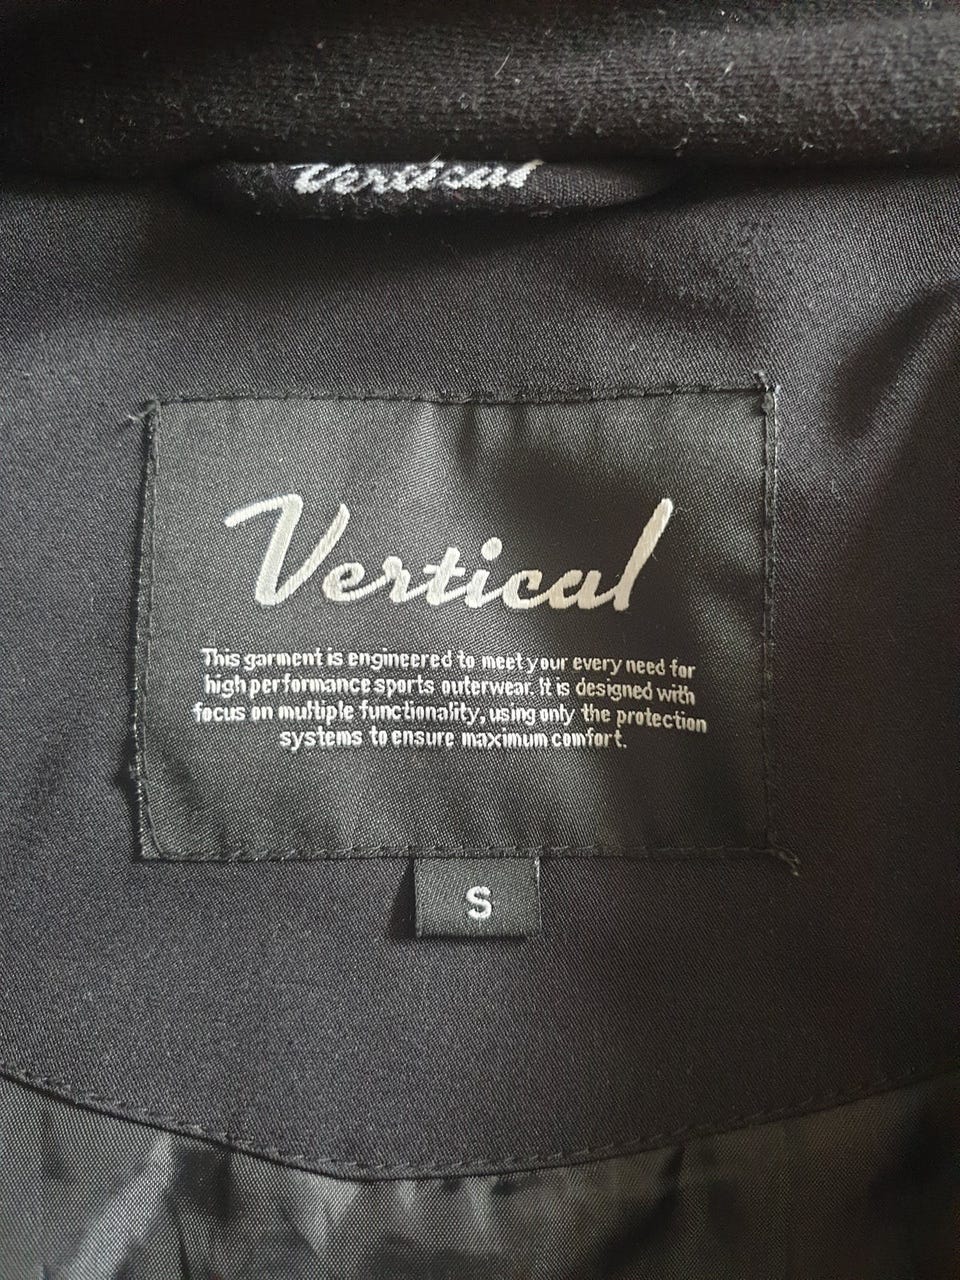 Vertical
Vertical
This garment is engineered to meet your every need for
high performance sports outerwear. It is designed with
focus on multiple functionality, using only the protection
systems to ensure maximum comfort.
S